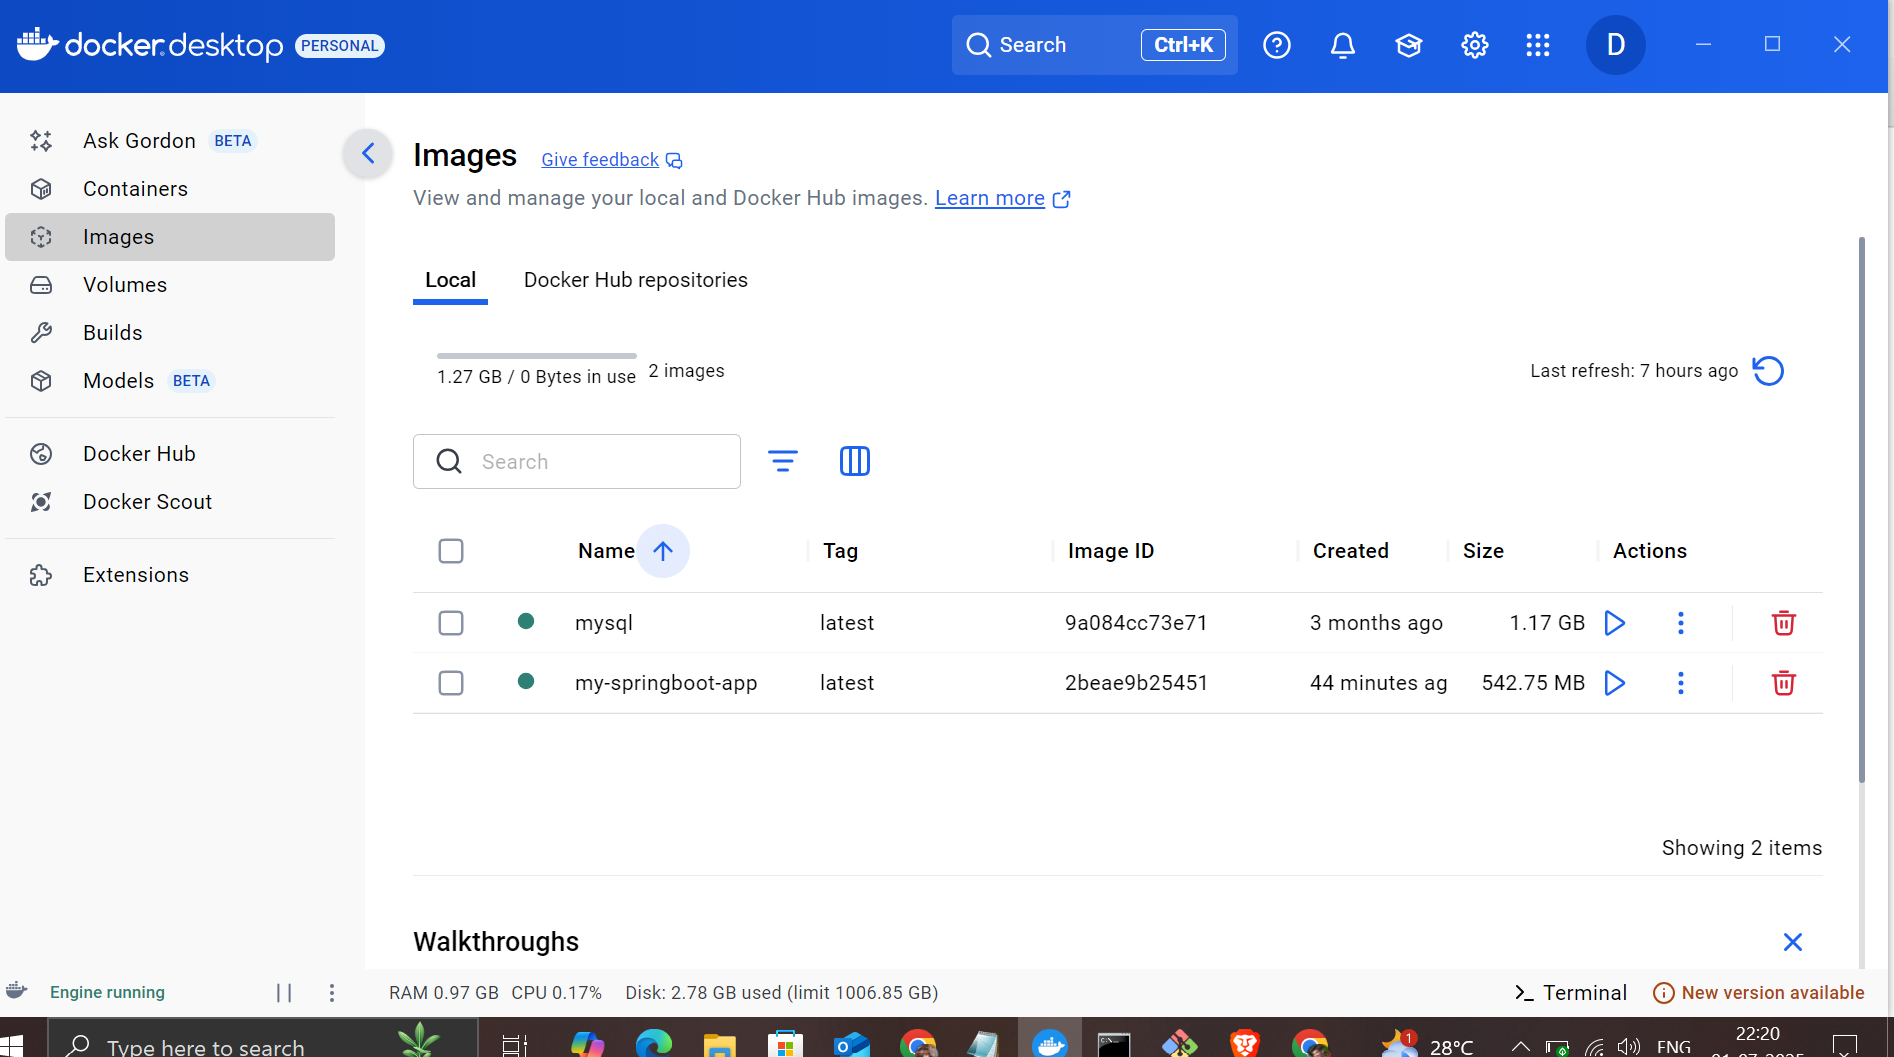 docker.desktop PERSONAL
Search Ctrl+K
D
Ask Gordon BETA
Containers
Images
Volumes
Builds
Models BETA
Docker Hub
Docker Scout
Extensions
Images Give feedback
View and manage your local and Docker Hub images. Learn more
Local Docker Hub repositories
1.27 GB / 0 Bytes in use 2 images
Last refresh: 7 hours ago
Search
Name Tag Image ID Created Size Actions
mysql latest 9a084cc73e71 3 months ago 1.17 GB
my-springboot-app latest 2beae9b25451 44 minutes ag 542.75 MB
Showing 2 items
Walkthroughs
Engine running
RAM 0.97 GB CPU 0.17% Disk: 2.78 GB used (limit 1006.85 GB)
>_ Terminal
New version available
Type here to search
1
28°C
ENG
22:20